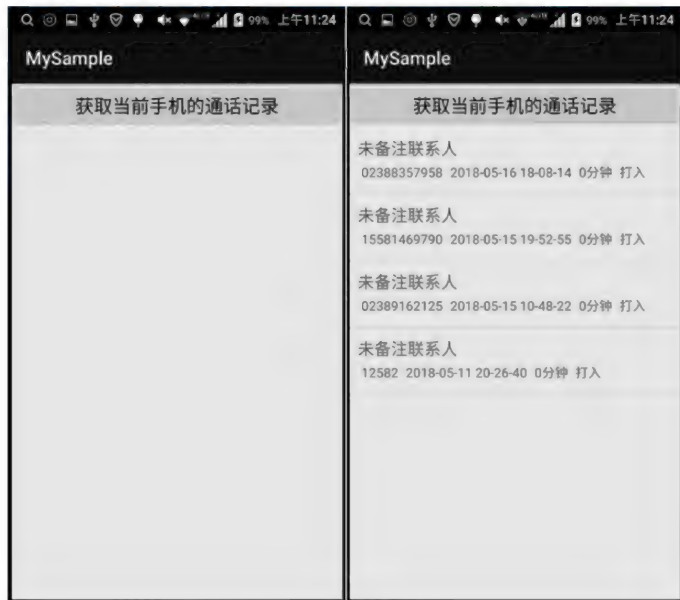 99% 上午11:24
MySample
获取当前手机的通话记录
99% 上午11:24
MySample
获取当前手机的通话记录
未备注联系人
02388357958 2018-05-16 18-08-14 0分钟 打入
未备注联系人
15581469790 2018-05-15 19-52-55 0分钟 打入
未备注联系人
02389162125 2018-05-15 10-48-22 0分钟 打入
未备注联系人
12582 2018-05-11 20-26-40 0分钟 打入